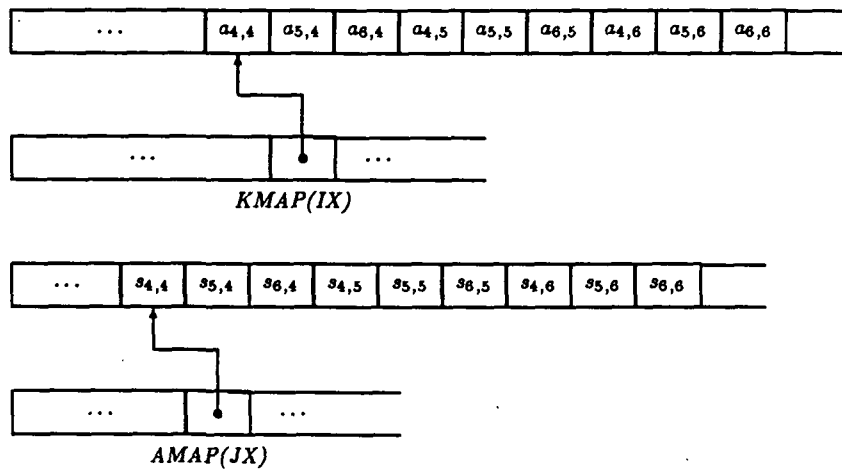 ... a4,4 a5,4 a6,4 a4,5 a5,5 a6,5 a4,6 a5,6 a6,6
... ...
KMAP(IX)
... s4,4 s5,4 s6,4 s4,5 s5,5 s6,5 s4,6 s5,6 s6,6
... ...
AMAP(JX)